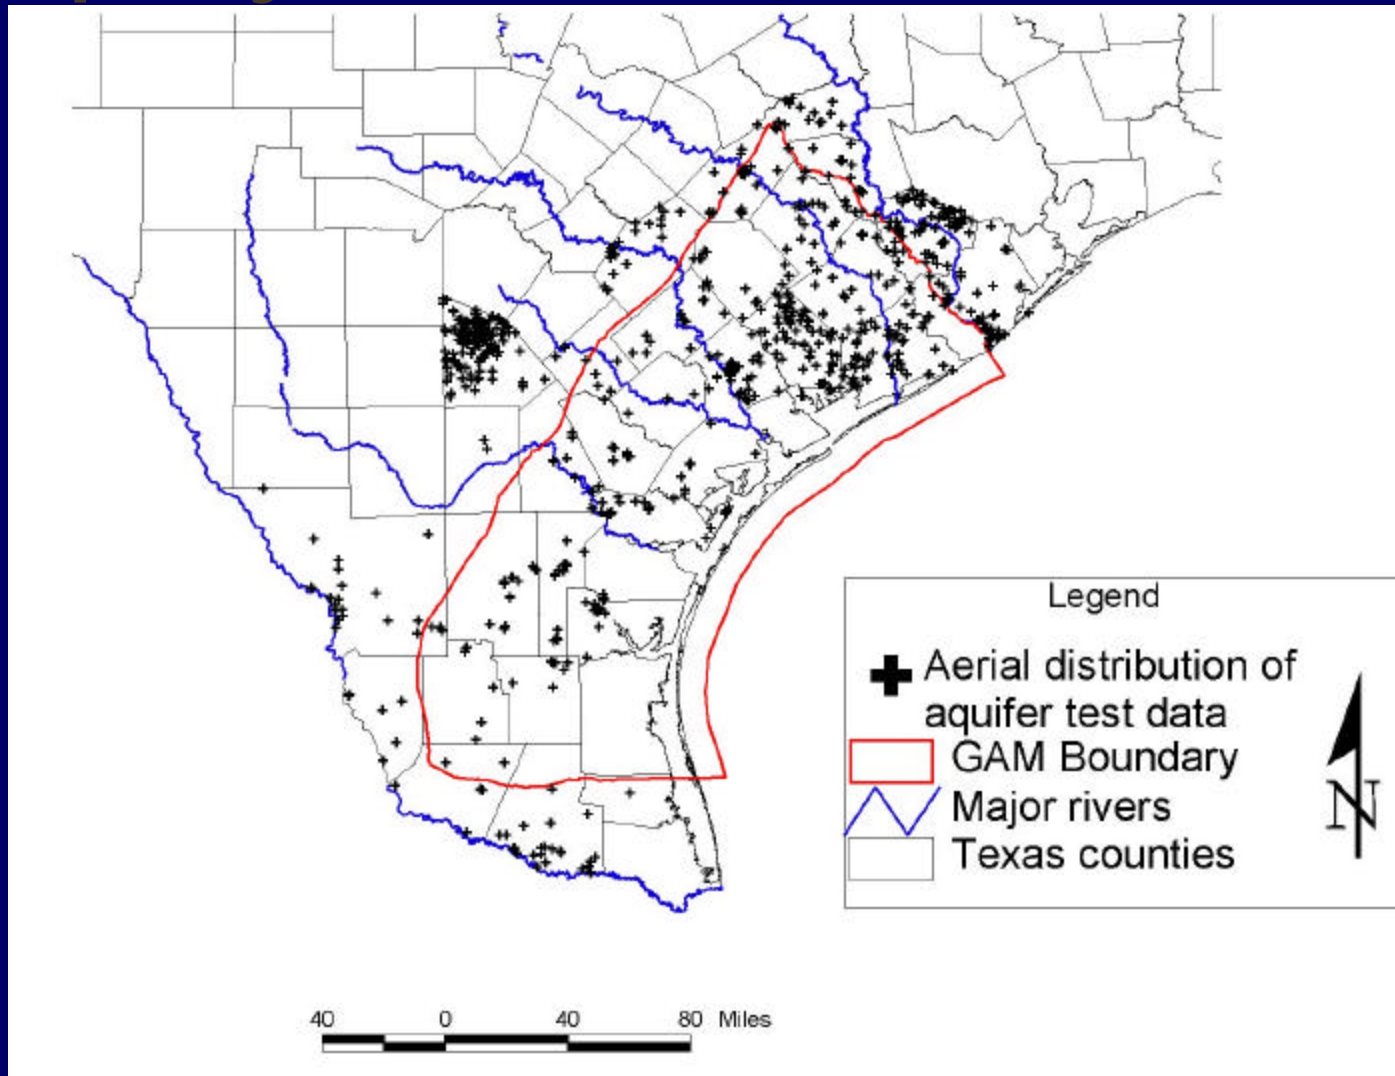 Legend
Aerial distribution of
aquifer test data
GAM Boundary
Major rivers
Texas counties
N
40 0 40 80 Miles